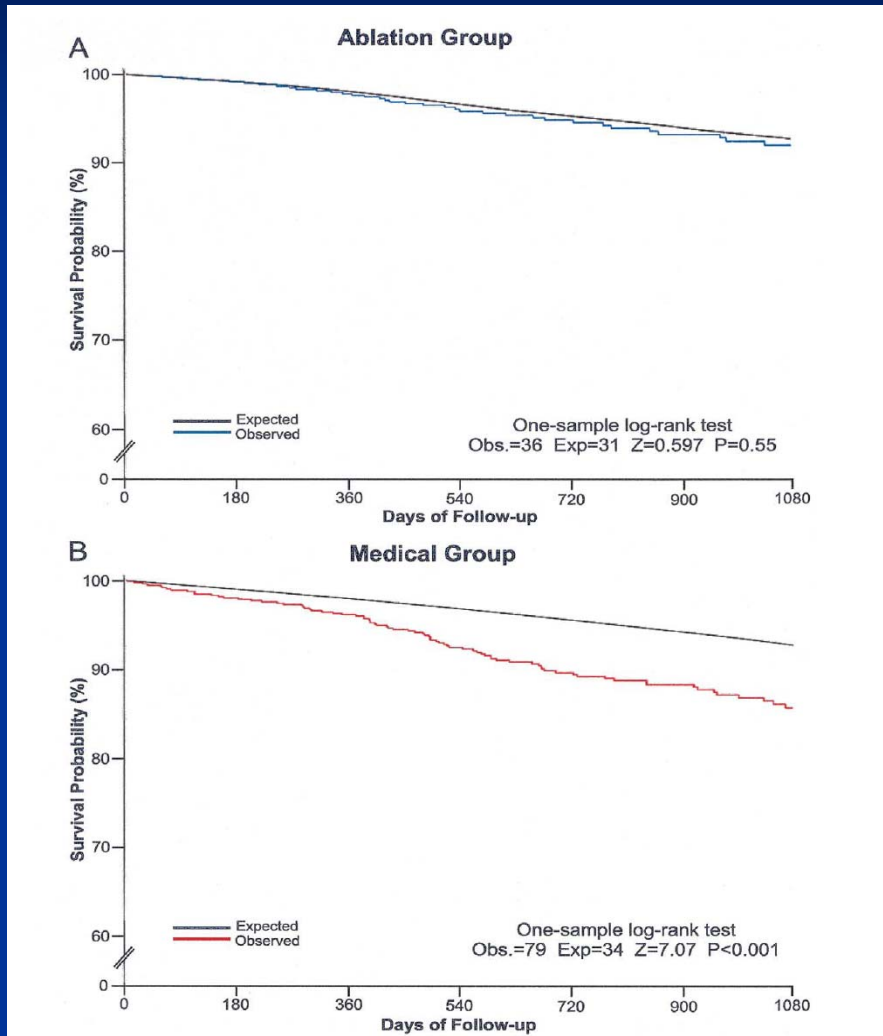 A
Ablation Group
Survival Probability (%)
100
90
80
70
60
0
Expected
Observed
One-sample log-rank test
Obs.=36 Exp=31 Z=0.597 P=0.55
0 180 360 540 720 900 1080
Days of Follow-up
B
Medical Group
Survival Probability (%)
100
90
80
70
60
0
Expected
Observed
One-sample log-rank test
Obs.=79 Exp=34 Z=7.07 P<0.001
0 180 360 540 720 900 1080
Days of Follow-up